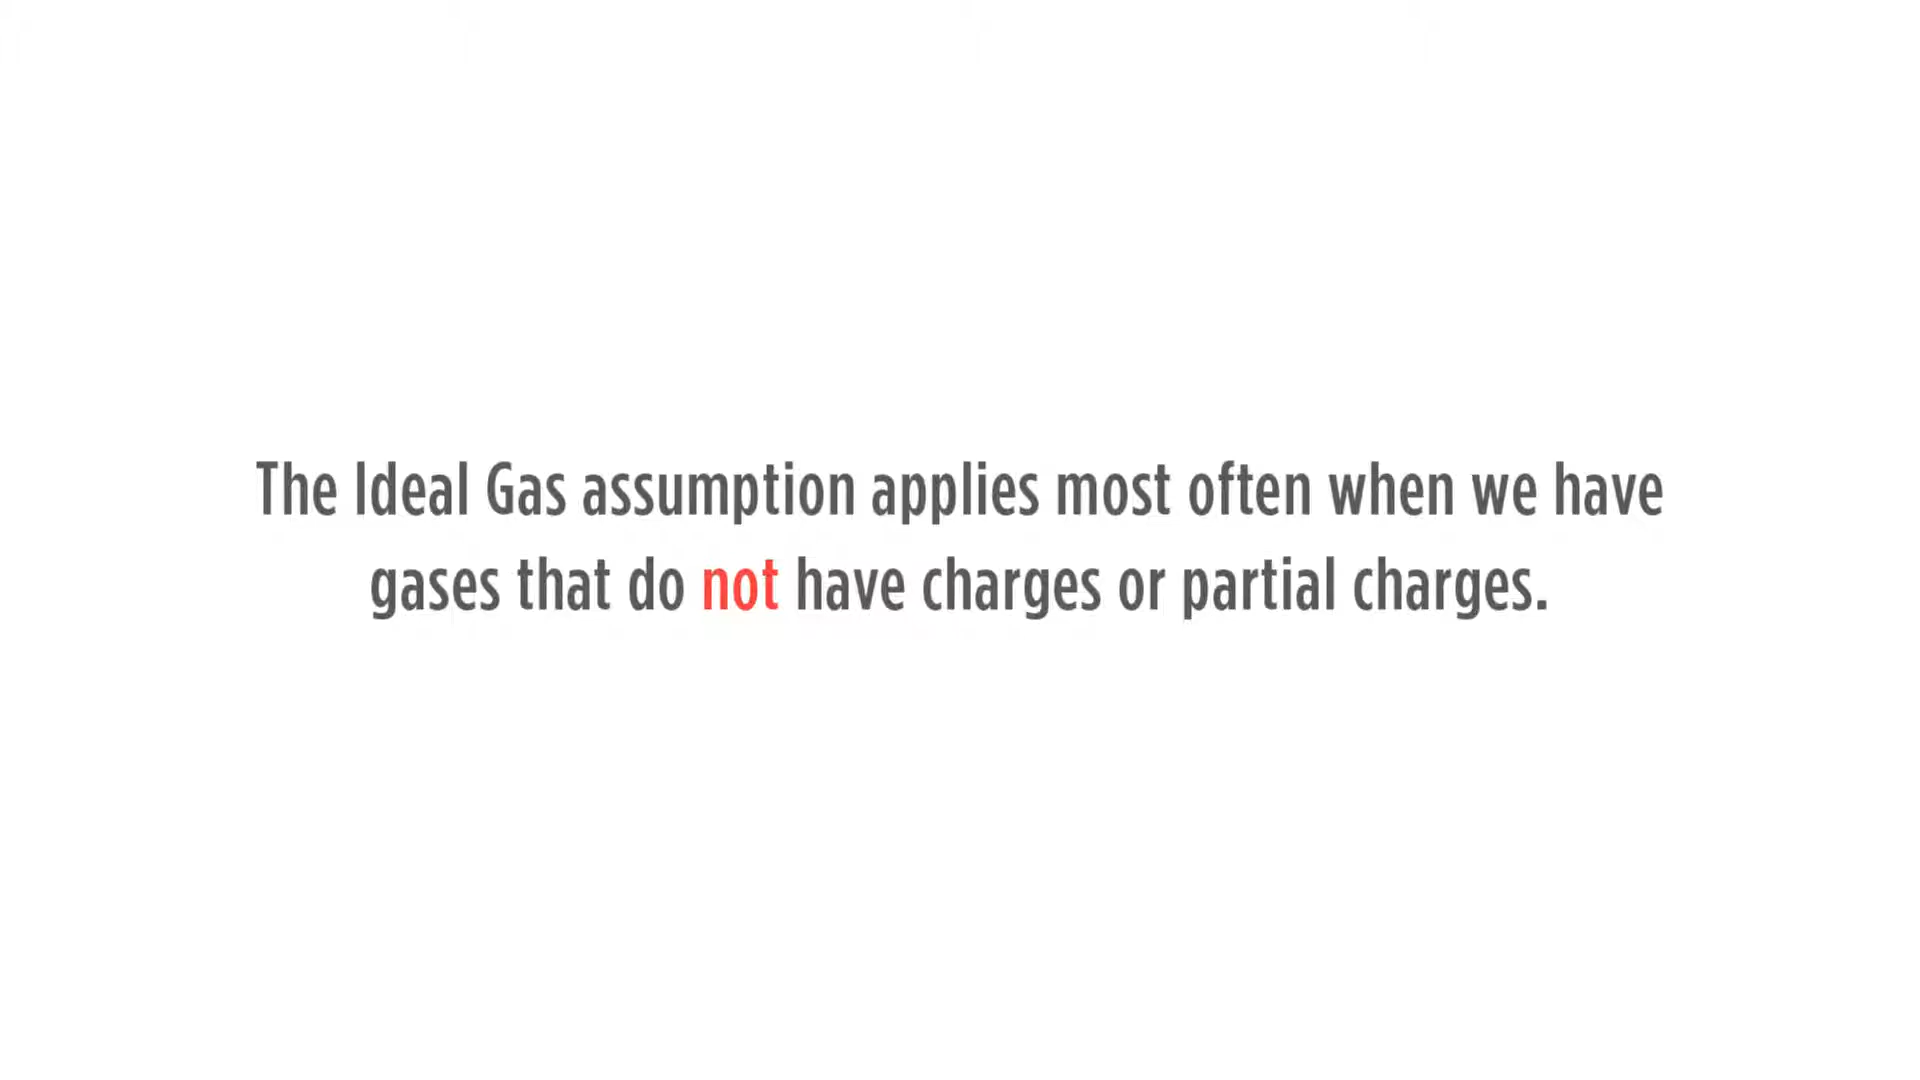 The Ideal Gas assumption applies most often when we have
gases that do not have charges or partial charges.